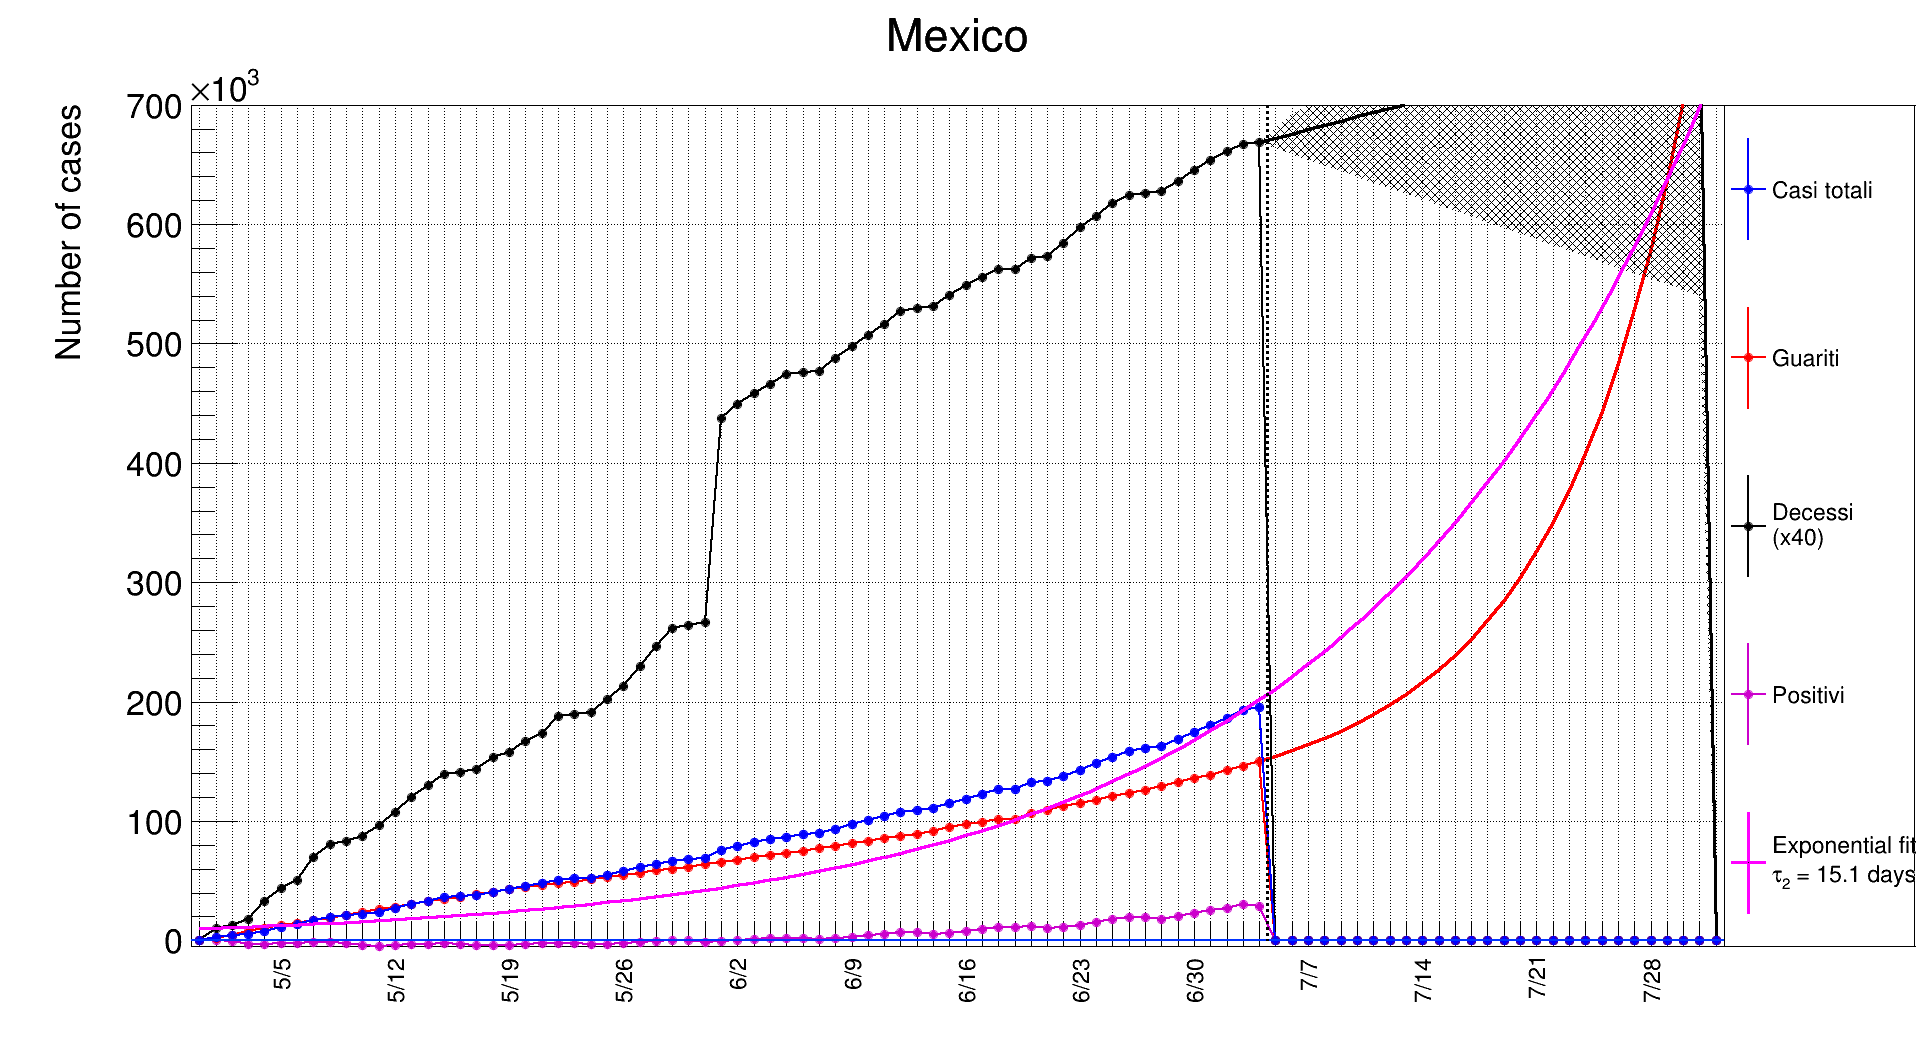 Mexico
×10³
Number of cases
700
600
500
400
300
200
100
0
5/5
5/12
5/19
5/26
6/2
6/9
6/16
6/23
6/30
7/7
7/14
7/21
7/28
Casi totali
Guariti
Decessi
(x40)
Positivi
Exponential fit
τ₂ = 15.1 days